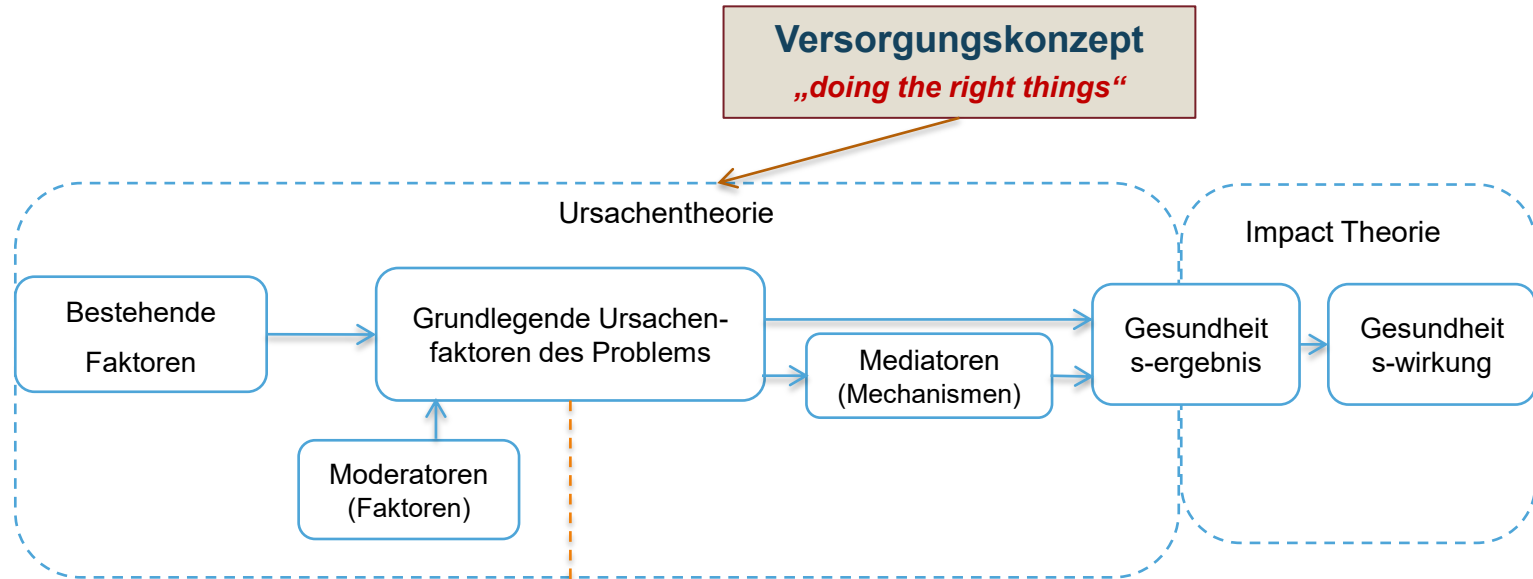 Versorgungskonzept
„doing the right things“
Ursachentheorie
Impact Theorie
Bestehende
Faktoren
Grundlegende Ursachen-
faktoren des Problems
Mediatoren
(Mechanismen)
Gesundheit
s-ergebnis
Gesundheit
s-wirkung
Moderatoren
(Faktoren)